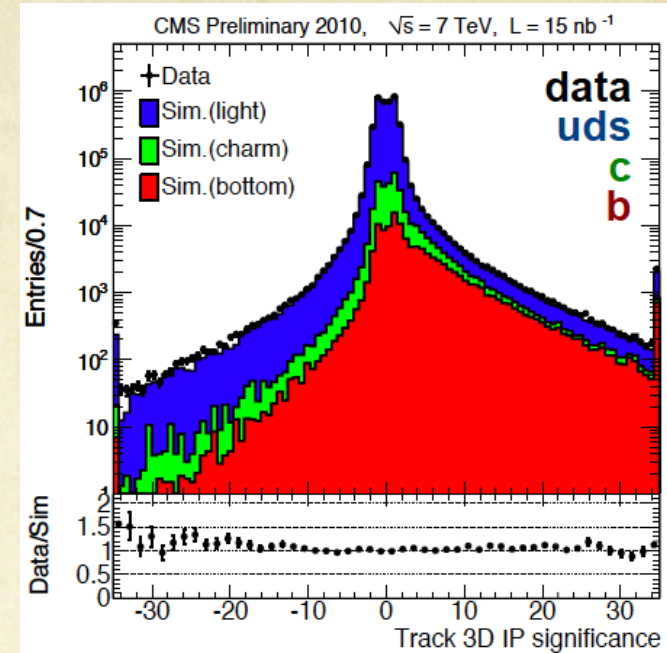 CMS Preliminary 2010, √s = 7 TeV, L = 15 nb⁻¹
Data
Sim.(light)
Sim.(charm)
Sim.(bottom)
data
uds
c
b
Entries/0.7
10⁶
10⁵
10⁴
10³
10²
10
1
Data/Sim
2
1.5
1
0.5
0
-30 -20 -10 0 10 20 30
Track 3D IP significance